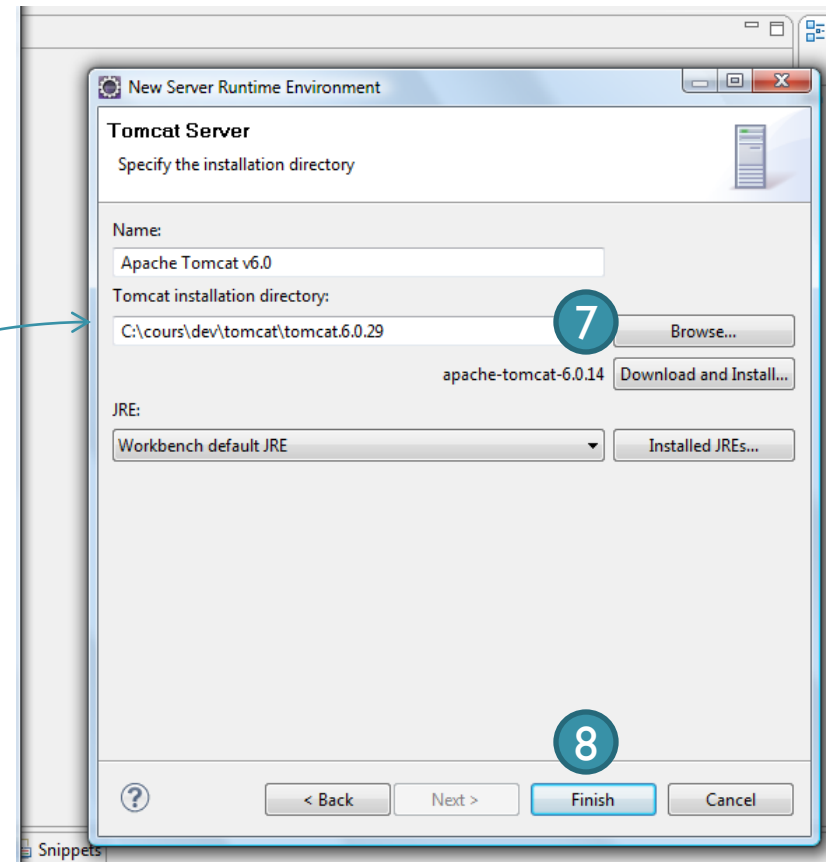 New Server Runtime Environment
Tomcat Server
Specify the installation directory
Name:
Apache Tomcat v6.0
Tomcat installation directory:
C:\cours\dev\tomcat\tomcat.6.0.29
7
Browse...
apache-tomcat-6.0.14 Download and Install...
JRE:
Workbench default JRE Installed JREs...
8
? < Back Next > Finish Cancel
Snippets